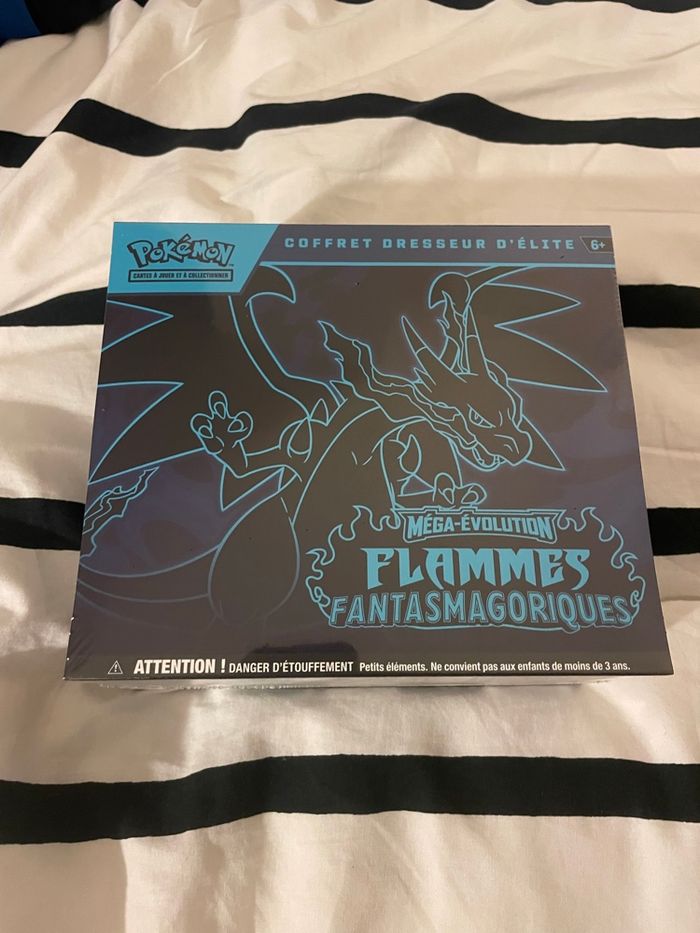 POKéMON
CARTES À JOUER ET À COLLECTIONNER
COFFRET DRESSEUR D'ÉLITE
6+
MÉGA-ÉVOLUTION
FLAMMES
FANTASMAGORIQUES
ATTENTION ! DANGER D'ÉTOUFFEMENT Petits éléments. Ne convient pas aux enfants de moins de 3 ans.